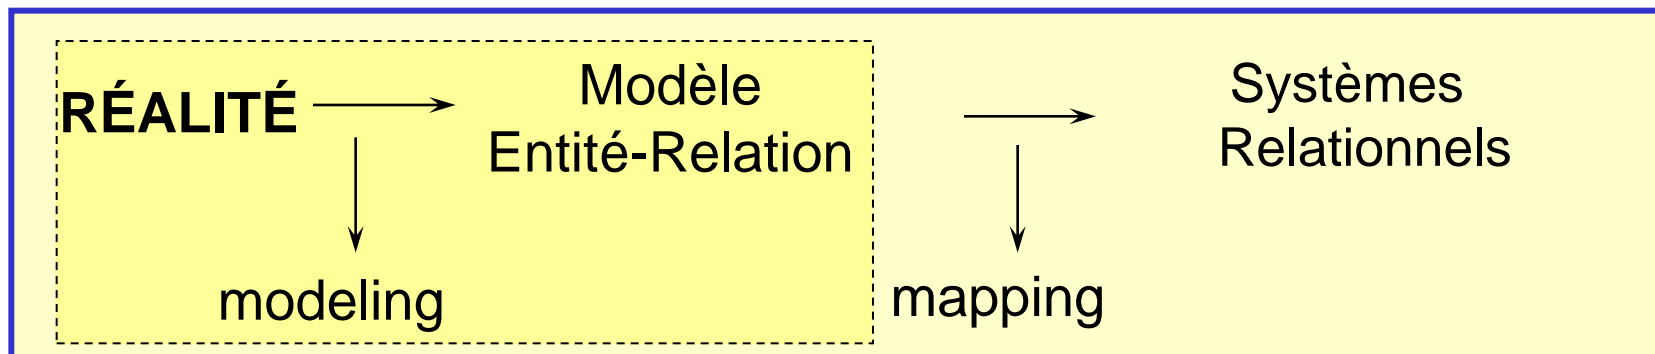 RÉALITÉ
Modèle
Entité-Relation
Systèmes
Relationnels
modeling
mapping